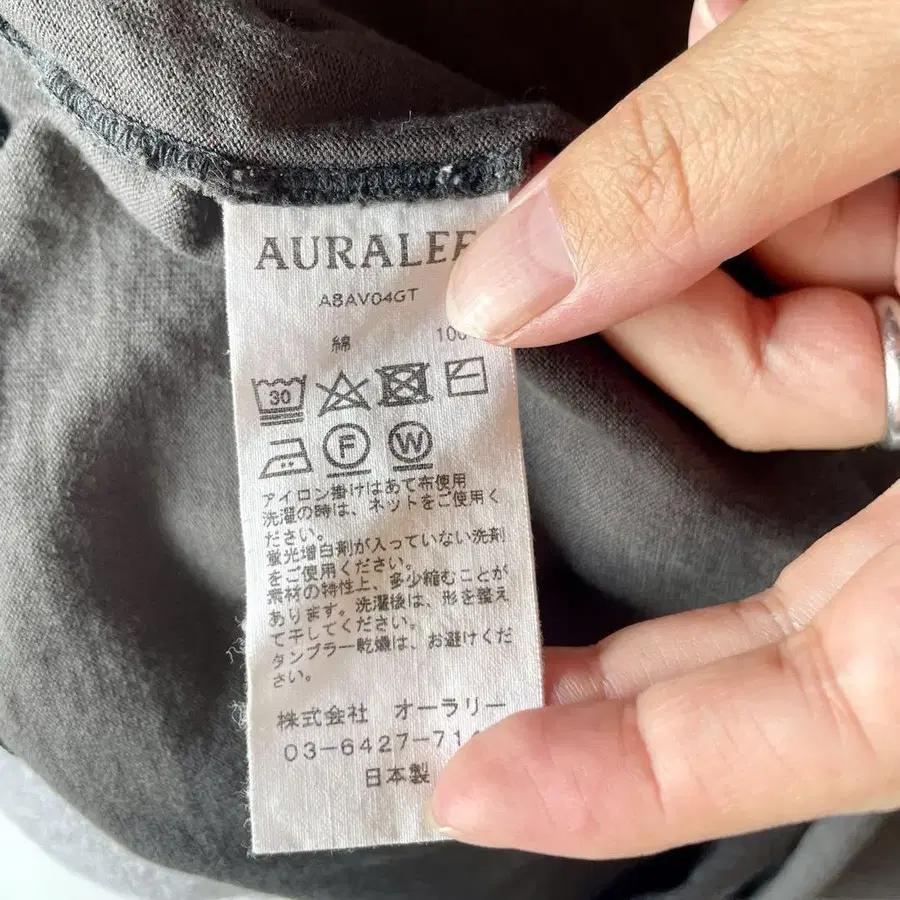 AURALEE
A8AV04GT
綿 100
30
F W
アイロン掛けはあて布使用
洗濯の時は、ネットをご使用く
ださい。
蛍光増白剤が入っていない洗剤
をご使用ください。
素材の特性上、多少縮むことが
あります。洗濯後は、形を整え
て干してください。
タンブラー乾燥は、お避けくだ
さい。
株式会社 オーラリー
03-6427-71
日本製